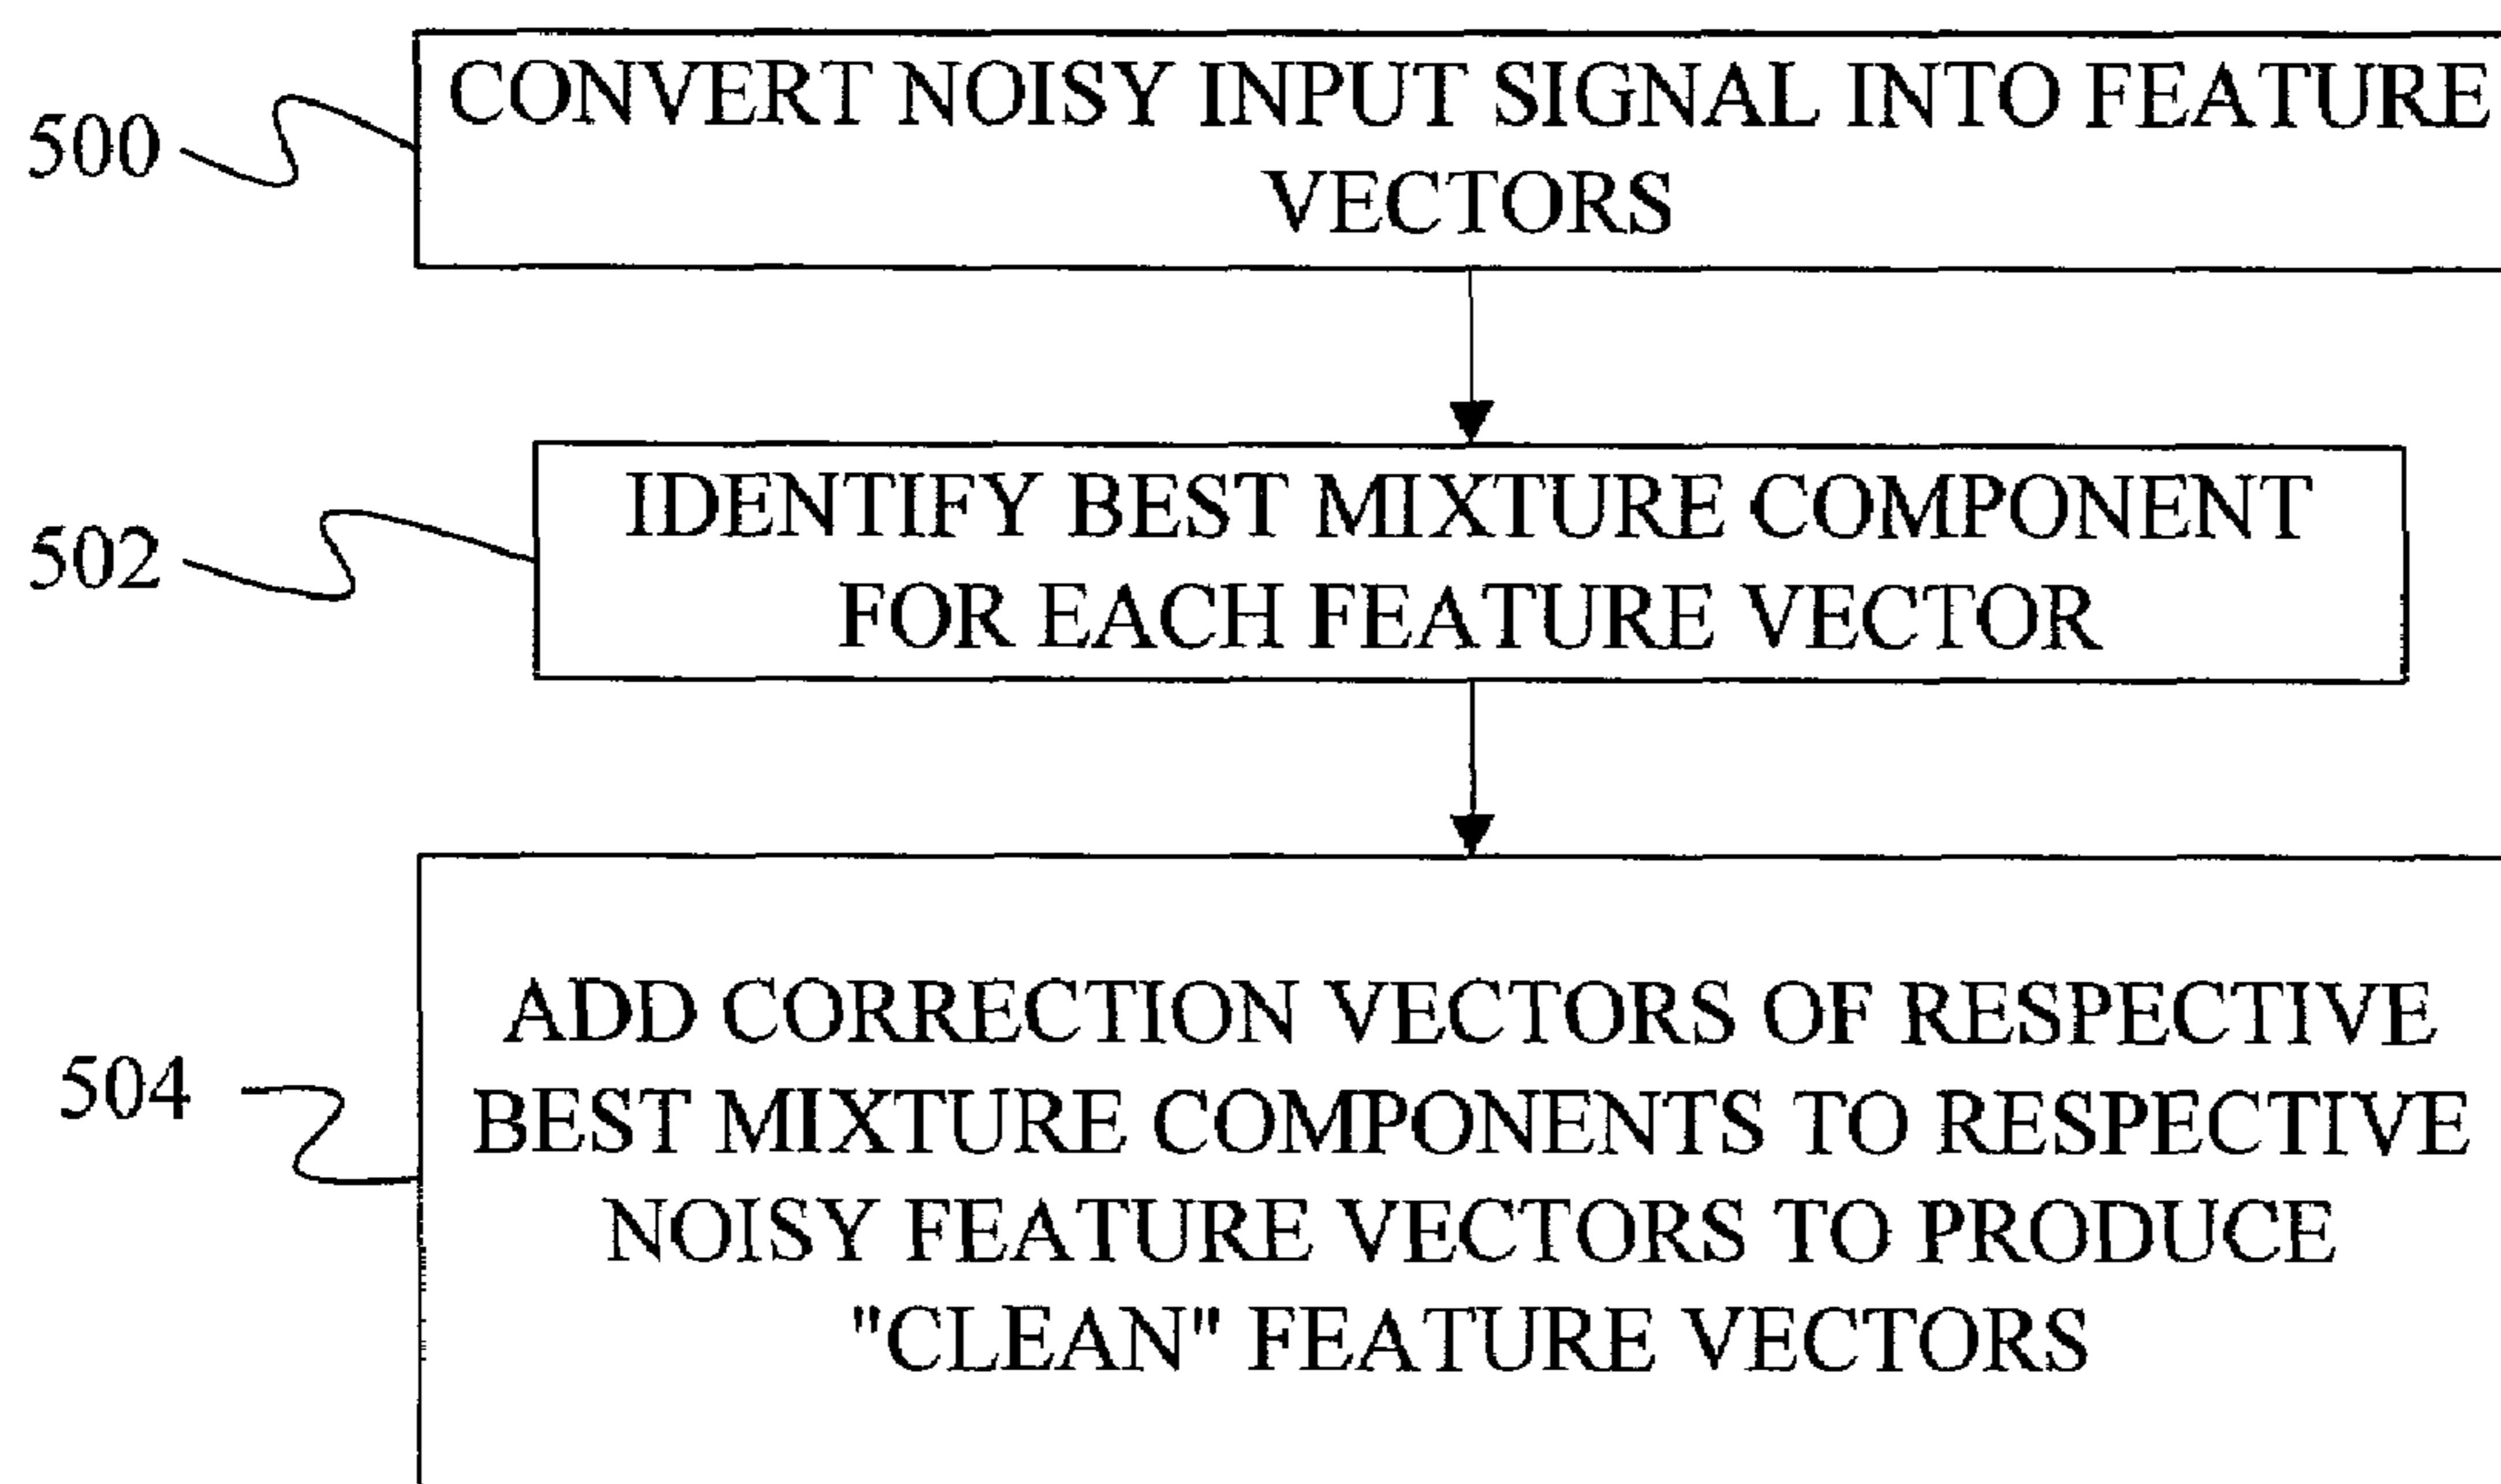 CONVERT NOISY INPUT SIGNAL INTO FEATURE
VECTORS
500
IDENTIFY BEST MIXTURE COMPONENT
FOR EACH FEATURE VECTOR
502
ADD CORRECTION VECTORS OF RESPECTIVE
BEST MIXTURE COMPONENTS TO RESPECTIVE
NOISY FEATURE VECTORS TO PRODUCE
"CLEAN" FEATURE VECTORS
504